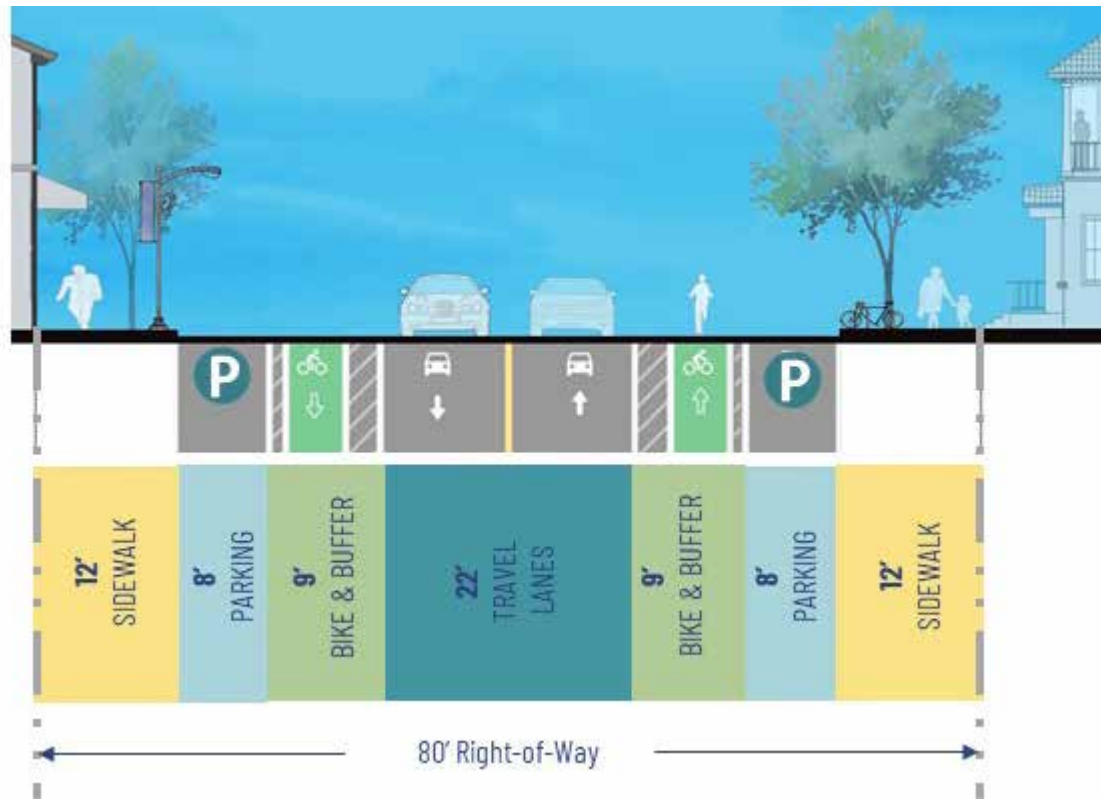 P
P
12'
SIDEWALK
8'
PARKING
9'
BIKE & BUFFER
22'
TRAVEL
LANES
9'
BIKE & BUFFER
8'
PARKING
12'
SIDEWALK
80' Right-of-Way